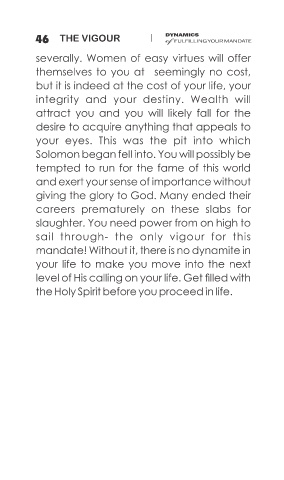 46 THE VIGOUR | DYNAMICS
of FULFILLING YOUR MANDATE
severally. Women of easy virtues will offer
themselves to you at seemingly no cost,
but it is indeed at the cost of your life, your
integrity and your destiny. Wealth will
attract you and you will likely fall for the
desire to acquire anything that appeals to
your eyes. This was the pit into which
Solomon began fell into. You will possibly be
tempted to run for the fame of this world
and exert your sense of importance without
giving the glory to God. Many ended their
careers prematurely on these slabs for
slaughter. You need power from on high to
sail through- the only vigour for this
mandate! Without it, there is no dynamite in
your life to make you move into the next
level of His calling on your life. Get filled with
the Holy Spirit before you proceed in life.